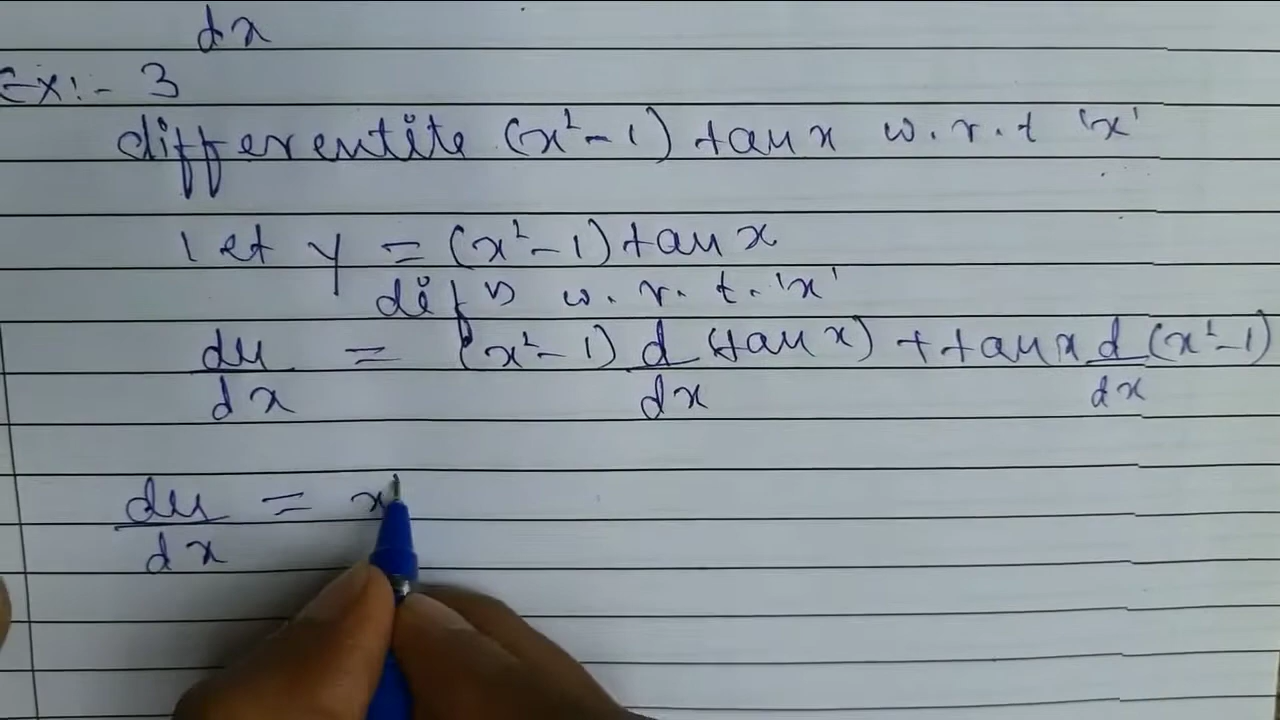 dx
Ex:- 3
differentite (x²-1) tan x w.r.t 'x'
let y = (x²-1) tan x
diff w.r.t. 'x'
dy/dx = (x²-1) d/dx (tan x) + tan x d/dx (x²-1)
dy/dx = x